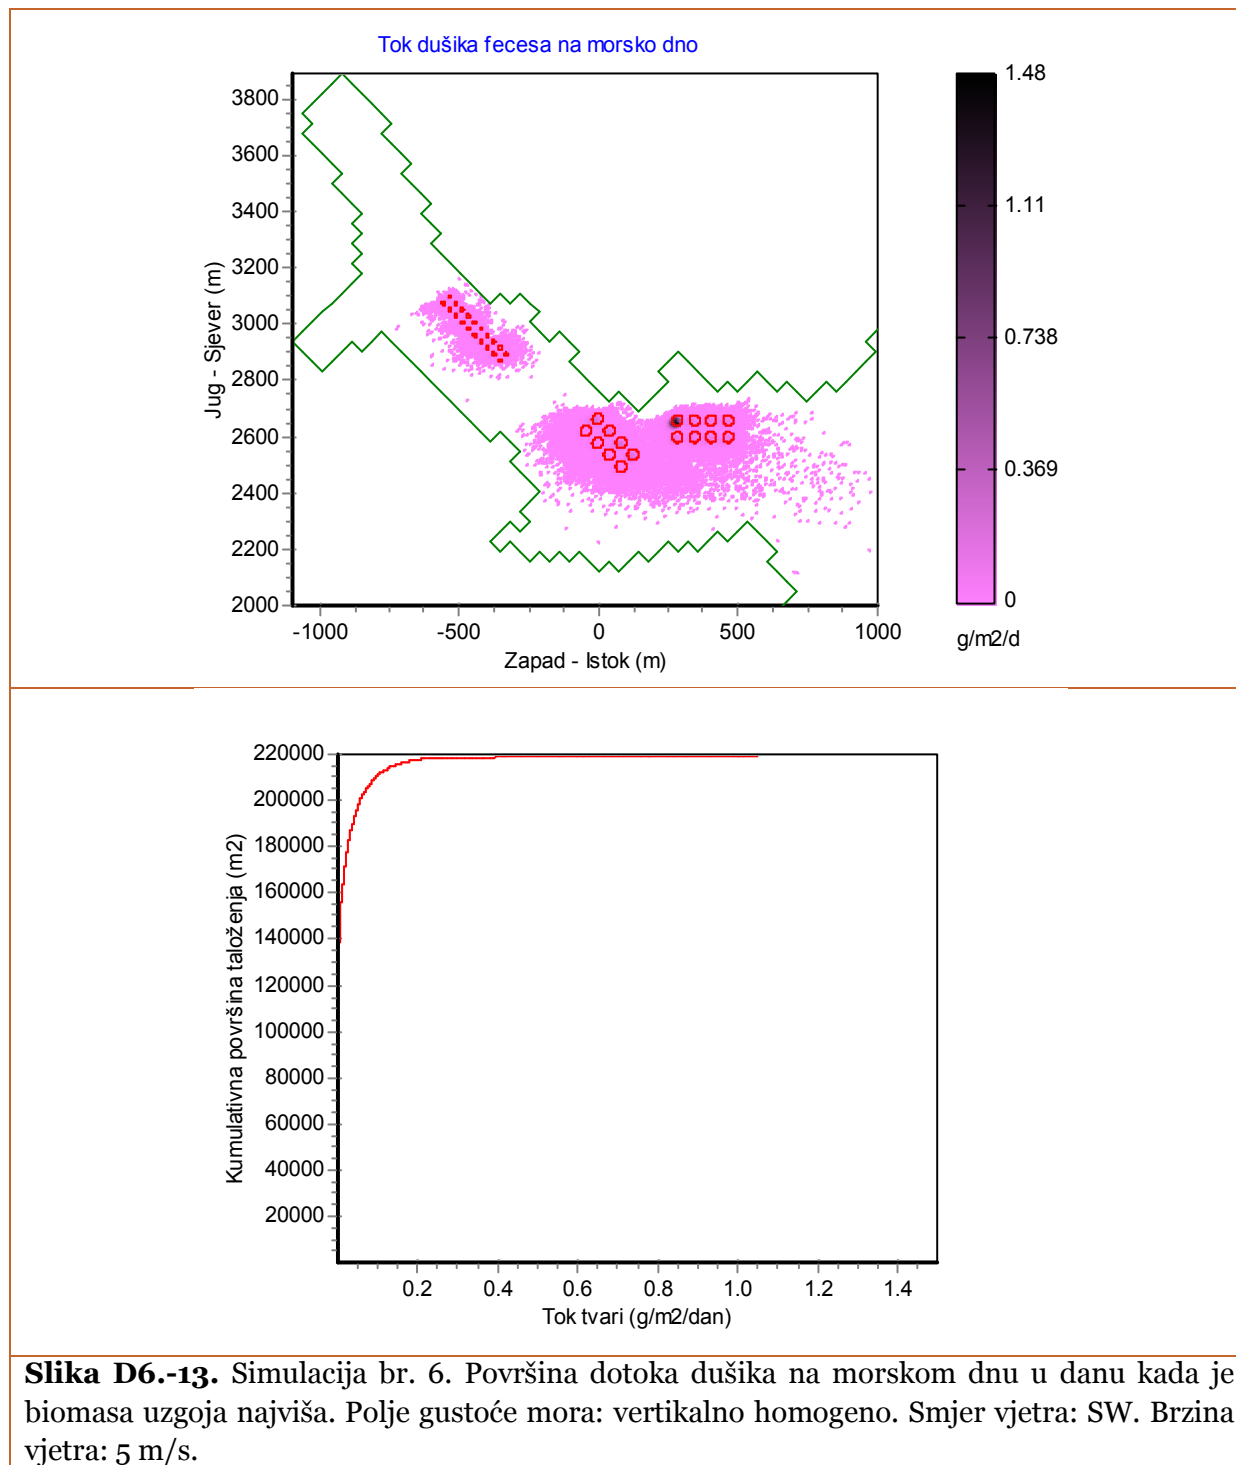 Tok dušika fecesa na morsko dno
3800
3600
3400
3200
3000
2800
2600
2400
2200
2000
Jug - Sjever (m)
-1000 -500 0 500 1000
Zapad - Istok (m)
1.48
1.11
0.738
0.369
0
g/m2/d
220000
200000
180000
160000
140000
120000
100000
80000
60000
40000
20000
Kumulativna površina taloženja (m2)
0.2 0.4 0.6 0.8 1.0 1.2 1.4
Tok tvari (g/m2/dan)
Slika D6.-13. Simulacija br. 6. Površina dotoka dušika na morskom dnu u danu kada je
biomasa uzgoja najviša. Polje gustoće mora: vertikalno homogeno. Smjer vjetra: SW. Brzina
vjetra: 5 m/s.